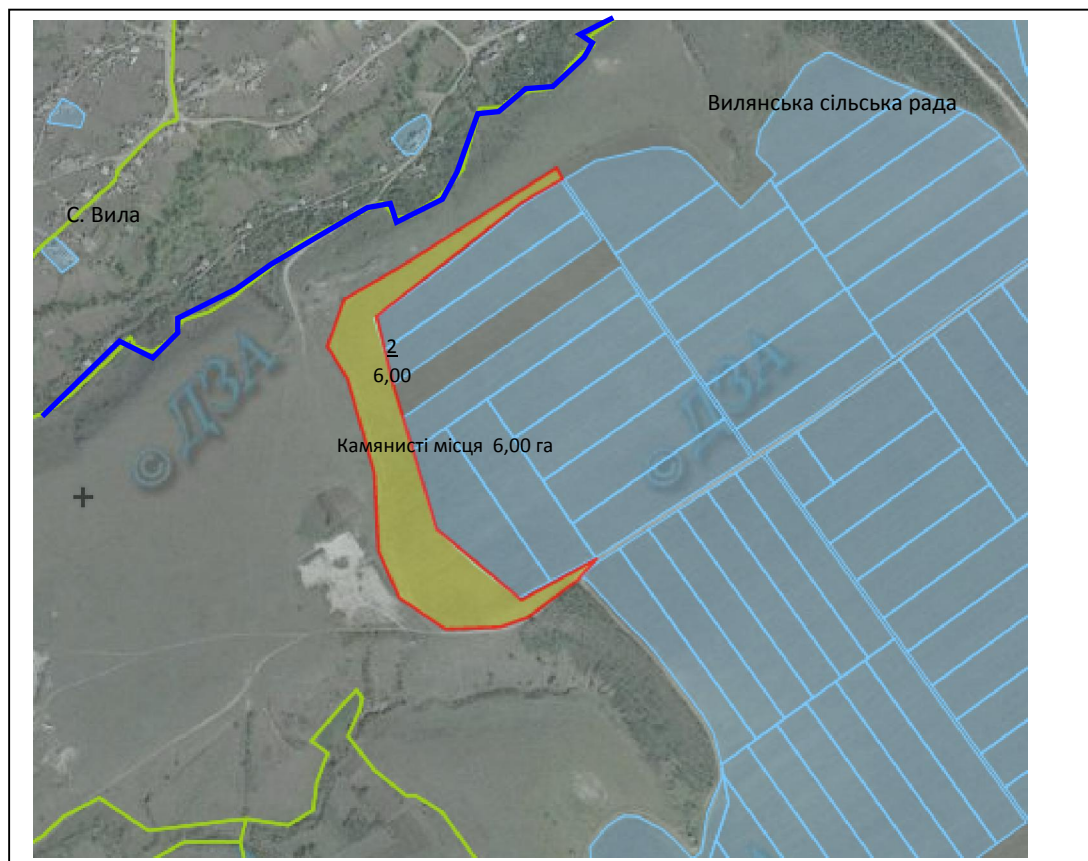 Вилянська сільська рада
С. Вила
2
6,00
Камянисті місця 6,00 га
© ДЗА
© ДЗА